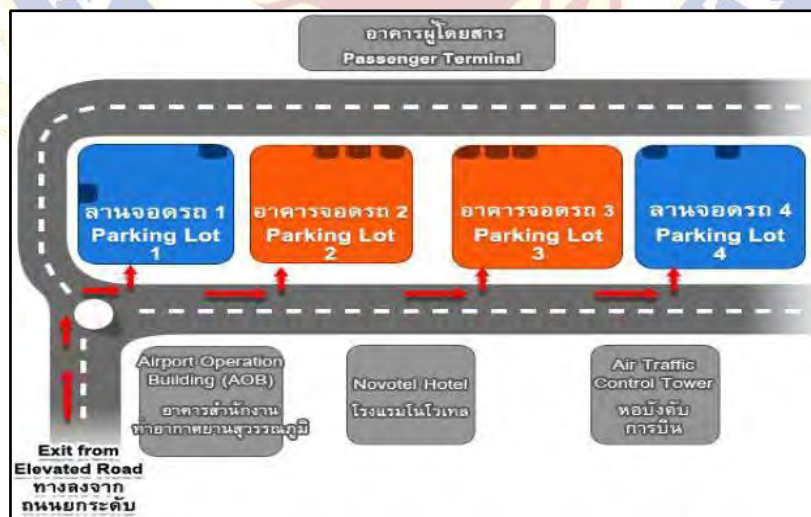 อาคารผู้โดยสาร
Passenger Terminal
ลานจอดรถ 1
Parking Lot
1
อาคารจอดรถ 2
Parking Lot
2
อาคารจอดรถ 3
Parking Lot
3
ลานจอดรถ 4
Parking Lot
4
Airport Operation
Building (AOB)
อาคารสำนักงาน
ท่าอากาศยานสุวรรณภูมิ
Novotel Hotel
โรงแรมโนโวเทล
Air Traffic
Control Tower
หอบังคับ
การบิน
Exit from
Elevated Road
ทางลงจาก
ถนนยกระดับ